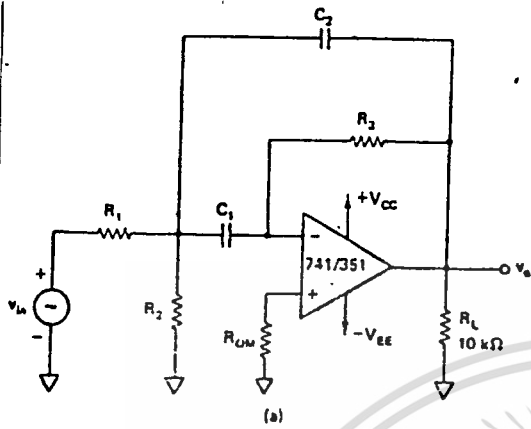 C₂
R₃
+V_CC
R₁
C₁
−
741/351
+
+
~
−
v_in
R₂
R_OM
−V_EE
v_o
R_L
10 kΩ
(a)